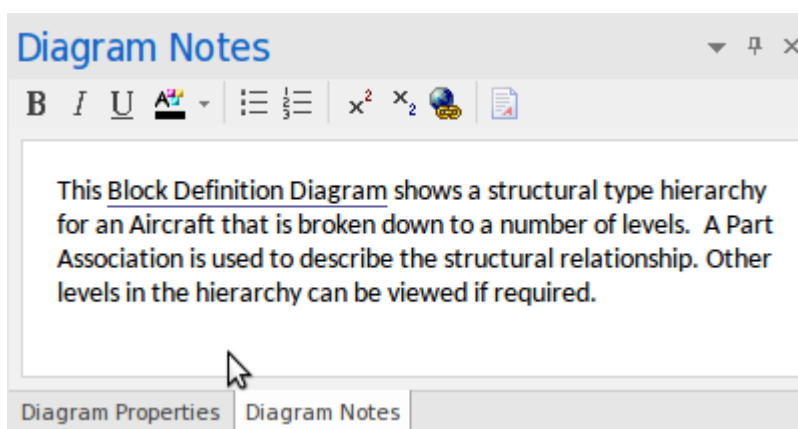 Diagram Notes
B I U A x² x₂
This Block Definition Diagram shows a structural type hierarchy
for an Aircraft that is broken down to a number of levels.  A Part
Association is used to describe the structural relationship. Other
levels in the hierarchy can be viewed if required.
Diagram Properties Diagram Notes